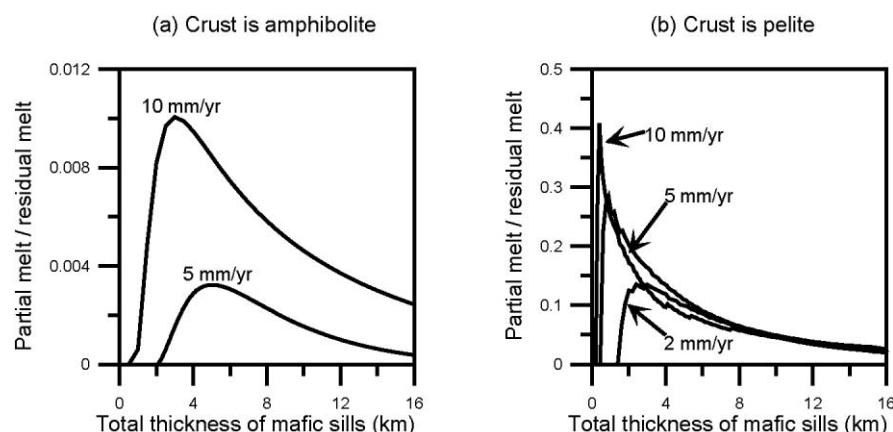 (a) Crust is amphibolite
Partial melt / residual melt
0.012
0.008
0.004
0
10 mm/yr
5 mm/yr
0 4 8 12 16
Total thickness of mafic sills (km)
(b) Crust is pelite
Partial melt / residual melt
0.5
0.4
0.3
0.2
0.1
0
10 mm/yr
5 mm/yr
2 mm/yr
0 4 8 12 16
Total thickness of mafic sills (km)